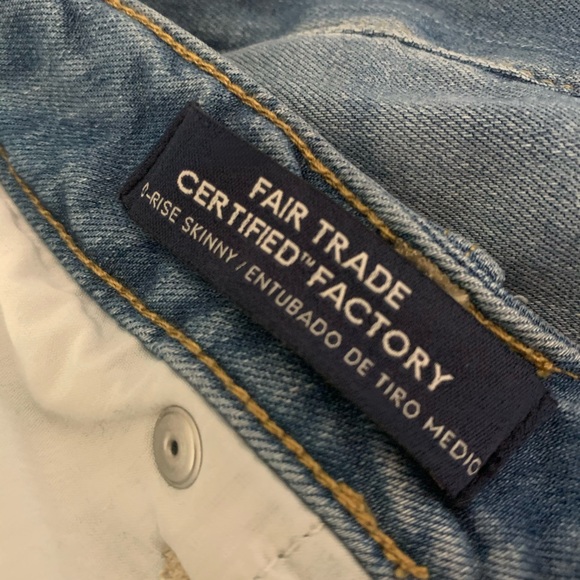 FAIR TRADE
CERTIFIED™ FACTORY
-RISE SKINNY / ENTUBADO DE TIRO MEDIO